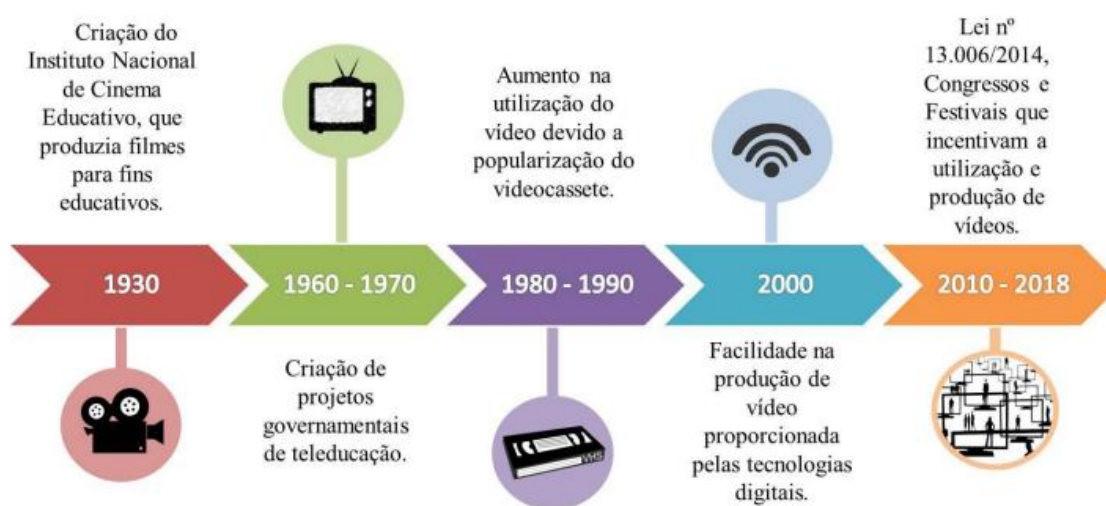 Criação do
Instituto Nacional
de Cinema
Educativo, que
produzia filmes
para fins
educativos.
Aumento na
utilização do
vídeo devido a
popularização do
videocassete.
Lei nº
13.006/2014,
Congressos e
Festivais que
incentivam a
utilização e
produção de
vídeos.
1930
1960 - 1970
1980 - 1990
2000
2010 - 2018
Criação de
projetos
governamentais
de teleducação.
VHS
Facilidade na
produção de
vídeo
proporcionada
pelas tecnologias
digitais.